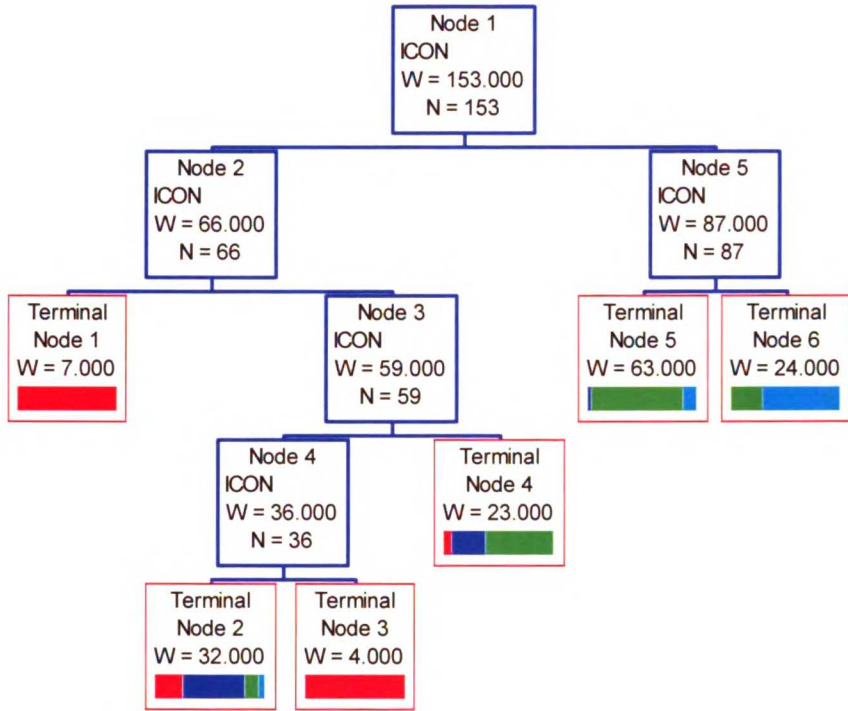 Node 1
ICON
W = 153.000
N = 153
Node 2
ICON
W = 66.000
N = 66
Node 5
ICON
W = 87.000
N = 87
Terminal
Node 1
W = 7.000
Node 3
ICON
W = 59.000
N = 59
Terminal
Node 5
W = 63.000
Terminal
Node 6
W = 24.000
Node 4
ICON
W = 36.000
N = 36
Terminal
Node 4
W = 23.000
Terminal
Node 2
W = 32.000
Terminal
Node 3
W = 4.000